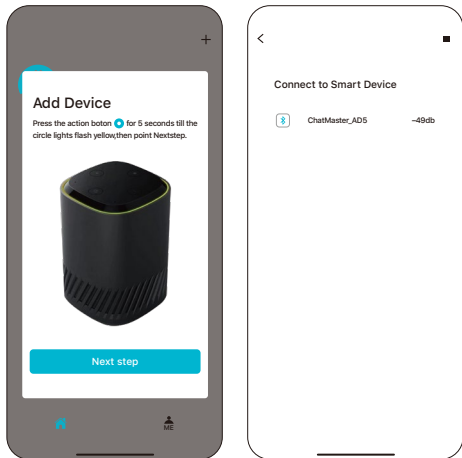 Add Device
Press the action boton for 5 seconds till the
circle lights flash yellow,then point Nextstep.
Next step
ME
Connect to Smart Device
ChatMaster_AD5 –49db